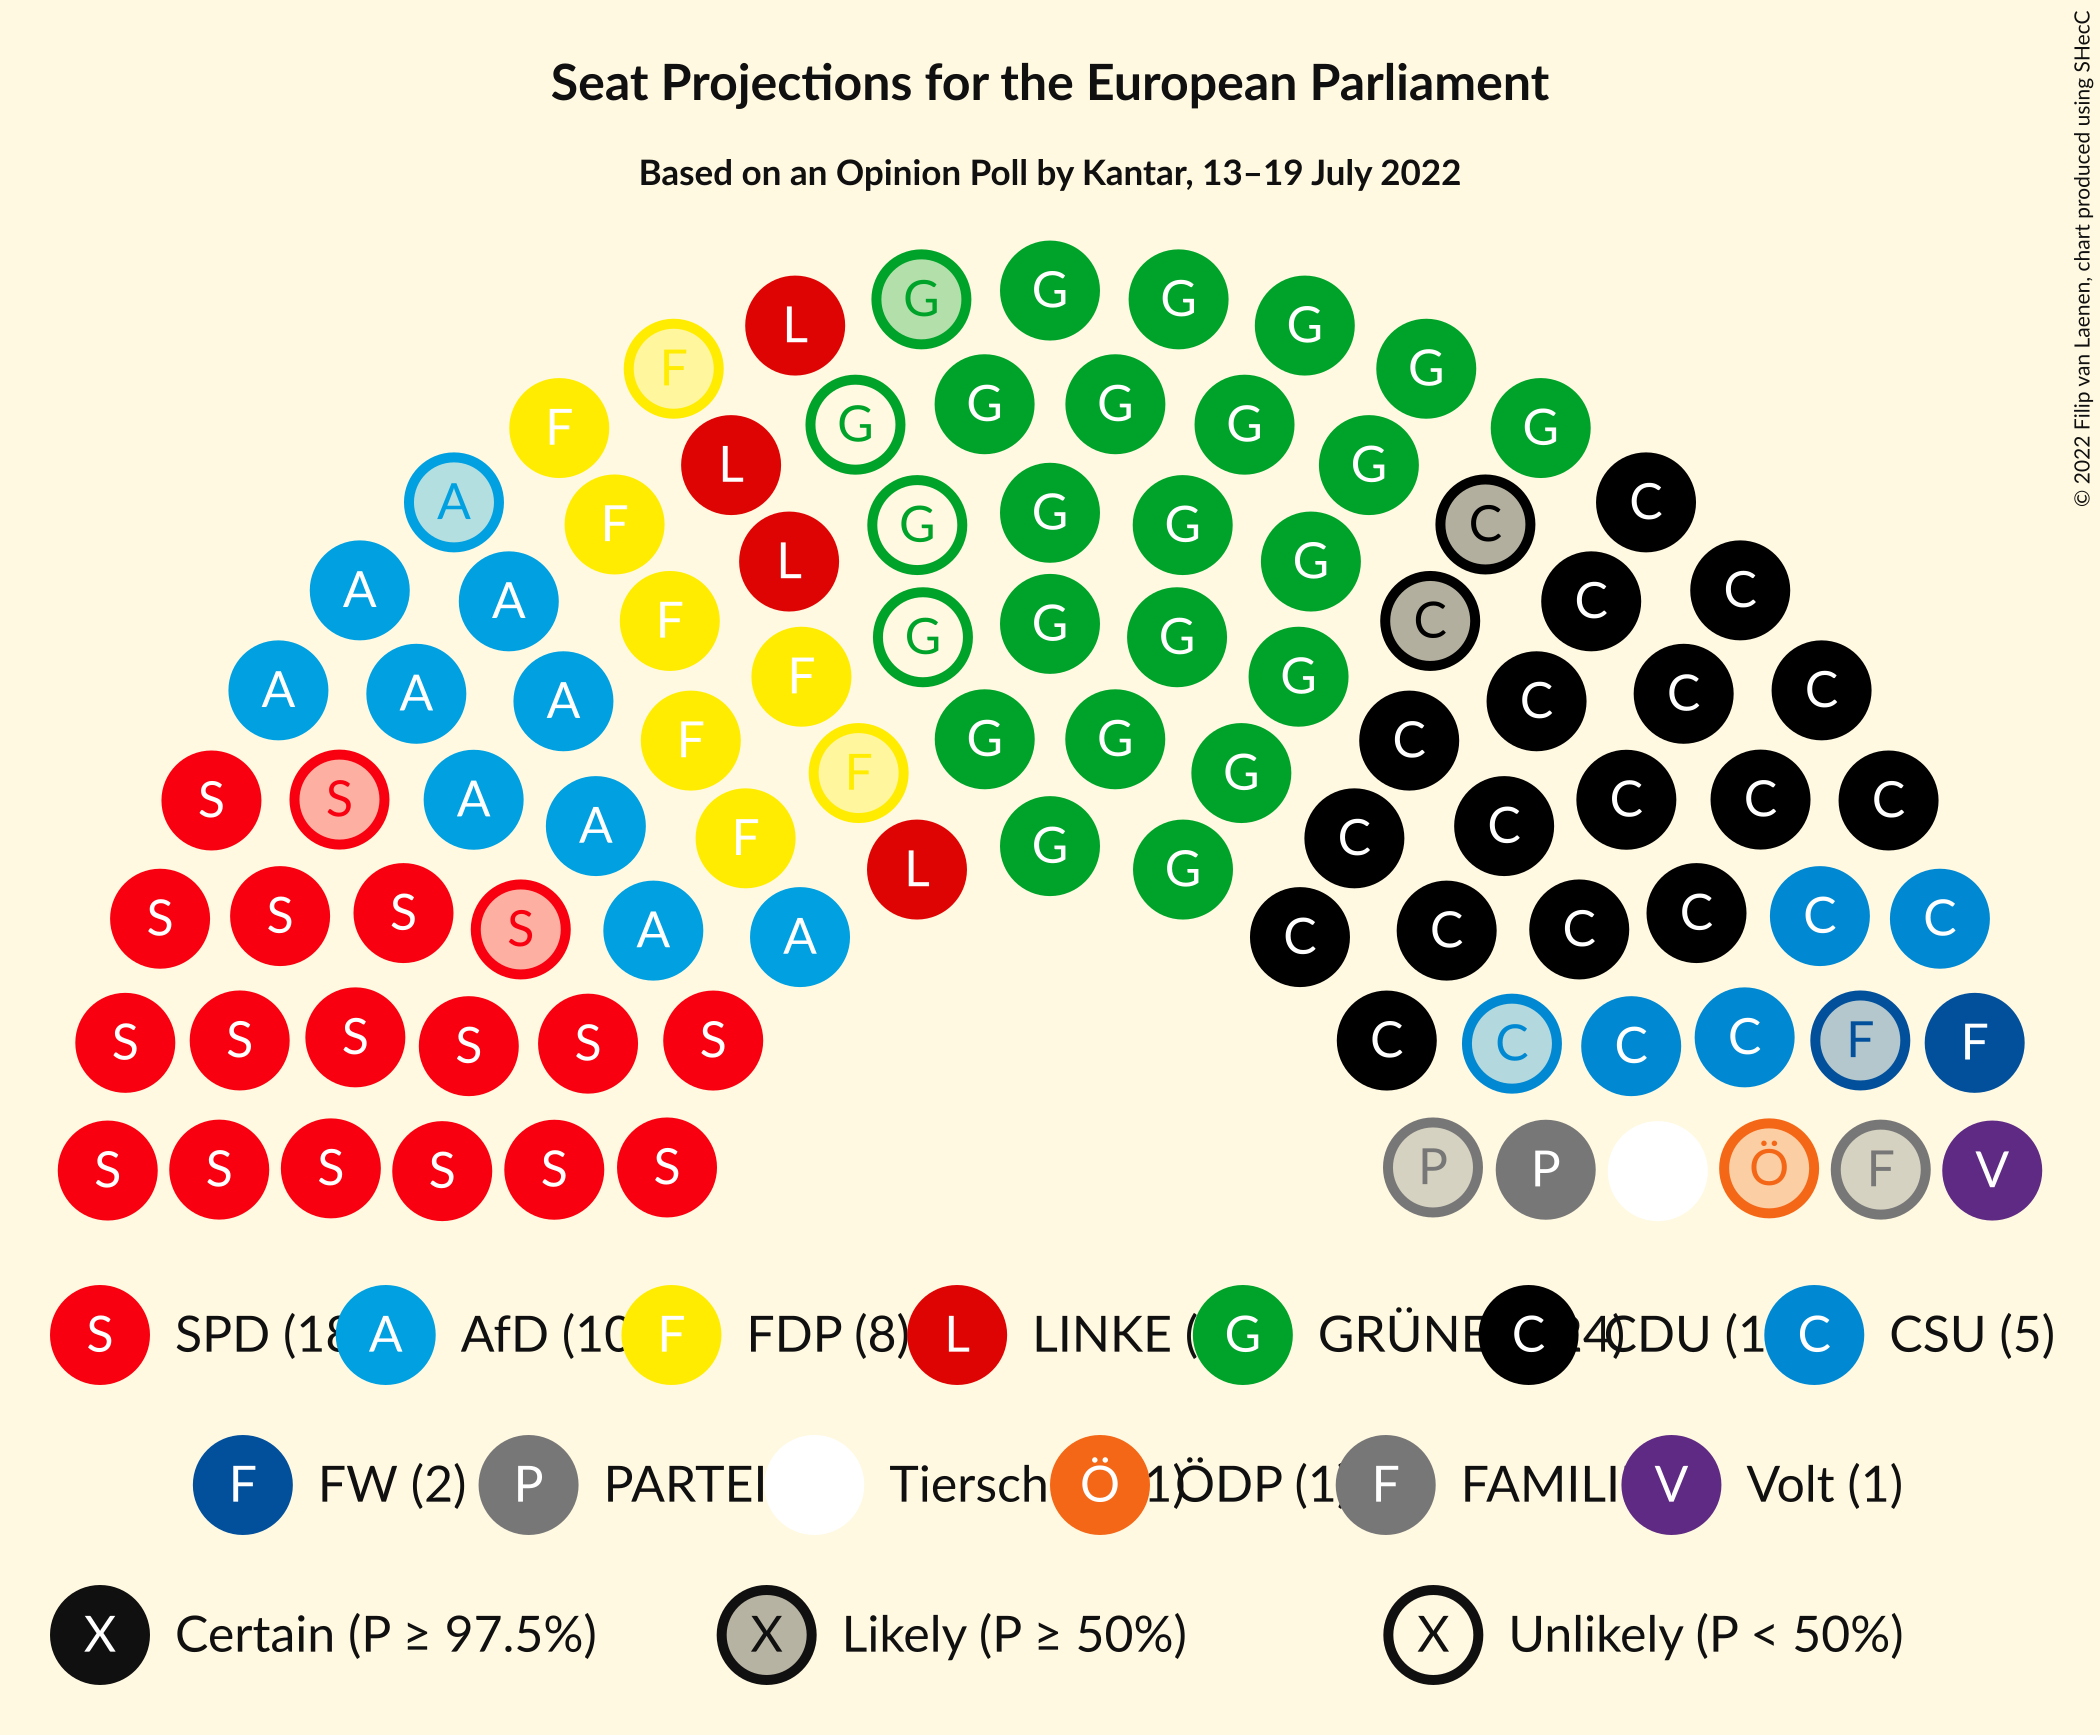 © 2022 Filip van Laenen, chart produced using SHecC
Seat Projections for the European Parliament
Based on an Opinion Poll by Kantar, 13–19 July 2022
G
G G
L G G
F G
F G G G G G
L G G
A F C C
G G G
L G
A A F C C C
G G G
A A A F F G C C C C
F C
S S A F G G G C C C C C
A F C
L G G
S S S S A A C C C C C C
S S S S S S C C C C F F
S S S S S S P P Ö F V
S SPD (18 A AfD (10 F FDP (8) L LINKE ( G GRÜNE C 24) CDU (1 C CSU (5)
F FW (2) P PARTEI Tiersch Ö 1) ÖDP (1 F FAMILI V Volt (1)
X Certain (P ≥ 97.5%) X Likely (P ≥ 50%) X Unlikely (P < 50%)